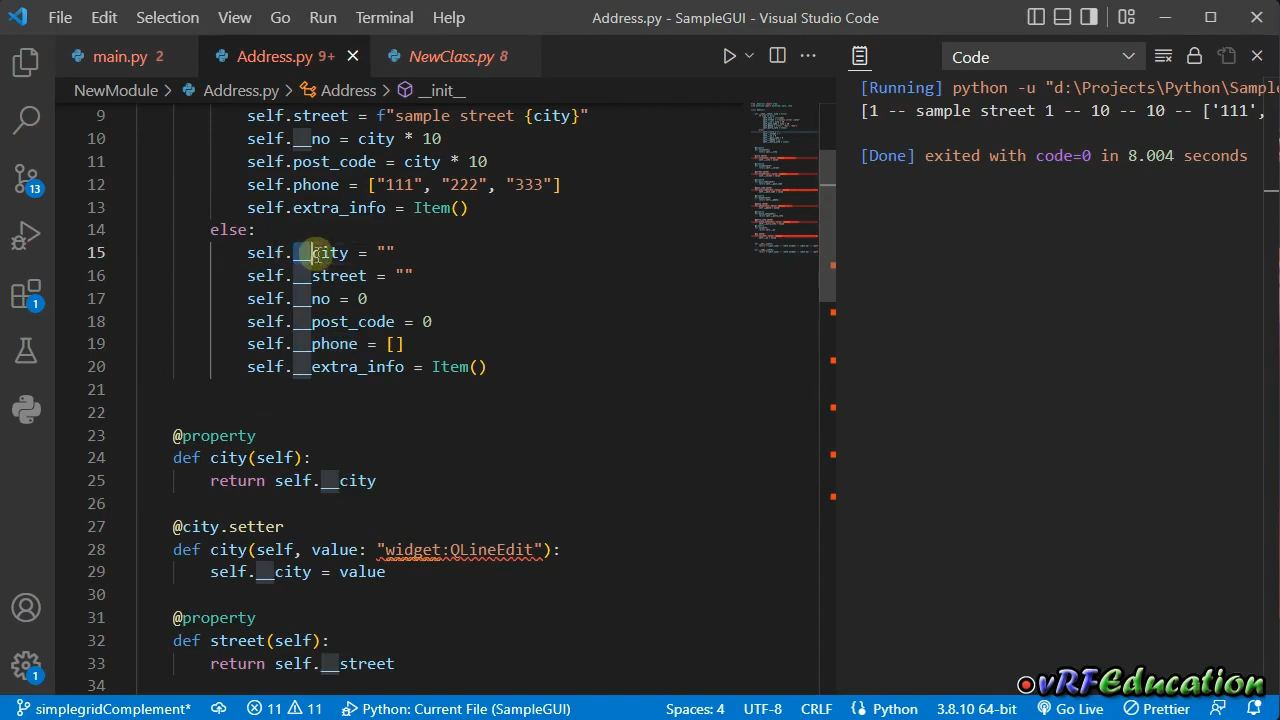 File Edit Selection View Go Run Terminal Help Address.py - SampleGUI - Visual Studio Code
main.py 2 Address.py 9+ NewClass.py 8 Code
NewModule > Address.py > Address > __init__
[Running] python -u "d:\Projects\Python\Sample
[1 -- sample street 1 -- 10 -- 10 -- ['111',
[Done] exited with code=0 in 8.004 seconds
9 self.street = f"sample street {city}"
10 self.__no = city * 10
11 self.post_code = city * 10
12 self.phone = ["111", "222", "333"]
13 self.extra_info = Item()
14 else:
15 self.__city = ""
16 self.__street = ""
17 self.__no = 0
18 self.__post_code = 0
19 self.__phone = []
20 self.__extra_info = Item()
21
22
23 @property
24 def city(self):
25 return self.__city
26
27 @city.setter
28 def city(self, value: "widget:QLineEdit"):
29 self.__city = value
30
31 @property
32 def street(self):
33 return self.__street
34
13
1
1
vRFEducation
simplegridComplement* 11 11 Python: Current File (SampleGUI) Spaces: 4 UTF-8 CRLF Python 3.8.10 64-bit Go Live Prettier